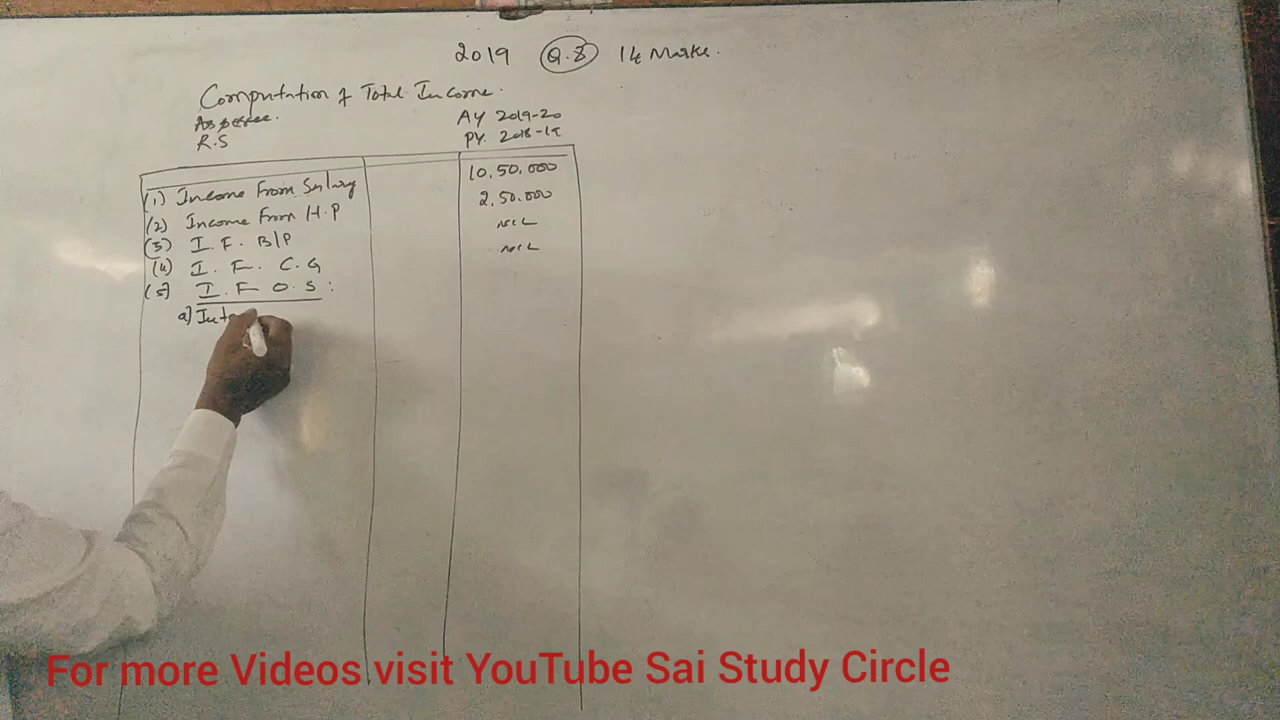 2019 Q.8 14 Marks.
Computation of Total Income.
Assessee. AY 2019-20
R.S PY. 2018-19
(1) Income From Salary 10,50,000
(2) Income From H.P 2,50,000
(3) I. F. B/P NIL
(4) I. F. C. G NIL
(5) I. F O. S :
a) Inte
For more Videos visit YouTube Sai Study Circle